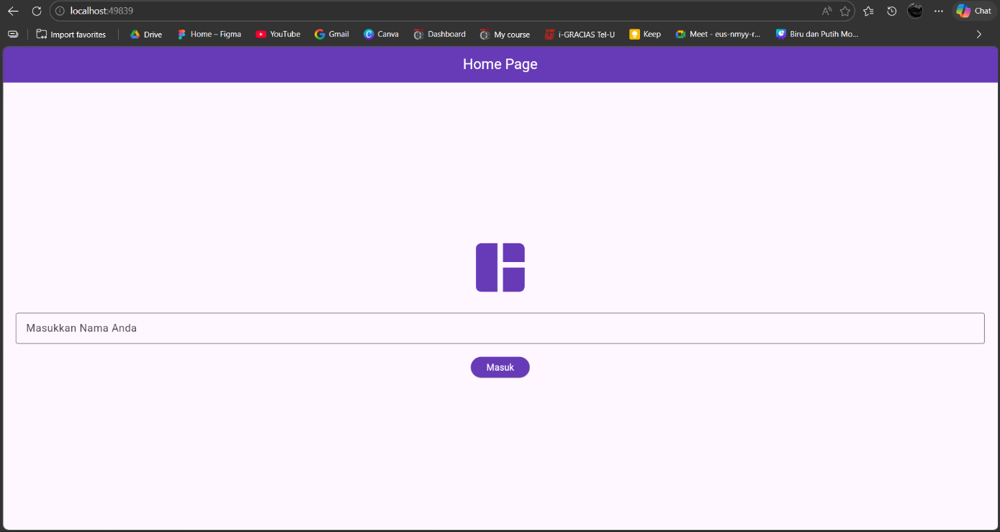 localhost:49839
Chat
Import favorites Drive Home – Figma YouTube Gmail Canva Dashboard My course i-GRACIAS Tel-U Keep Meet - eus-nmyy-r... Biru dan Putih Mo...
Home Page
Masukkan Nama Anda
Masuk